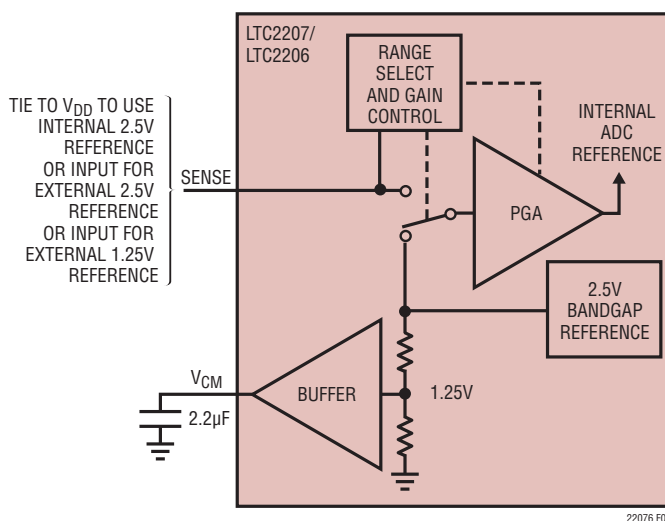 LTC2207/
LTC2206
RANGE
SELECT
AND GAIN
CONTROL
TIE TO VDD TO USE
INTERNAL 2.5V
REFERENCE
OR INPUT FOR
EXTERNAL 2.5V
REFERENCE
OR INPUT FOR
EXTERNAL 1.25V
REFERENCE
SENSE
INTERNAL
ADC
REFERENCE
PGA
2.5V
BANDGAP
REFERENCE
VCM
BUFFER
1.25V
2.2µF